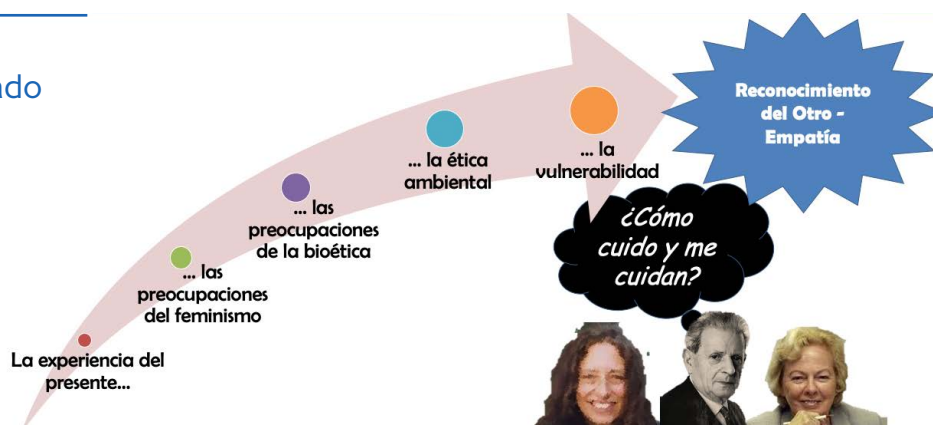 ado
La experiencia del
presente...
... las
preocupaciones
del feminismo
... las
preocupaciones
de la bioética
... la ética
ambiental
... la
vulnerabilidad
Reconocimiento
del Otro -
Empatía
¿Cómo
cuido y me
cuidan?